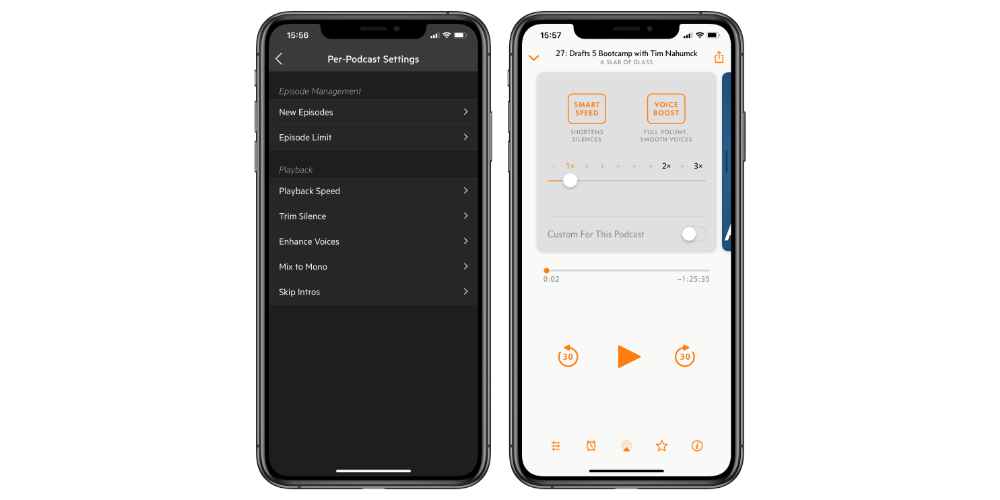 15:56
Per-Podcast Settings
Episode Management
New Episodes
Episode Limit
Playback
Playback Speed
Trim Silence
Enhance Voices
Mix to Mono
Skip Intros
15:57
27: Drafts 5 Bootcamp with Tim Nahumck
A SLAB OF GLASS
SMART
SPEED
SHORTENS
SILENCES
VOICE
BOOST
FULL VOLUME,
SMOOTH VOICES
1× 2× 3×
Custom For This Podcast
0:02 −1:25:35
30 30